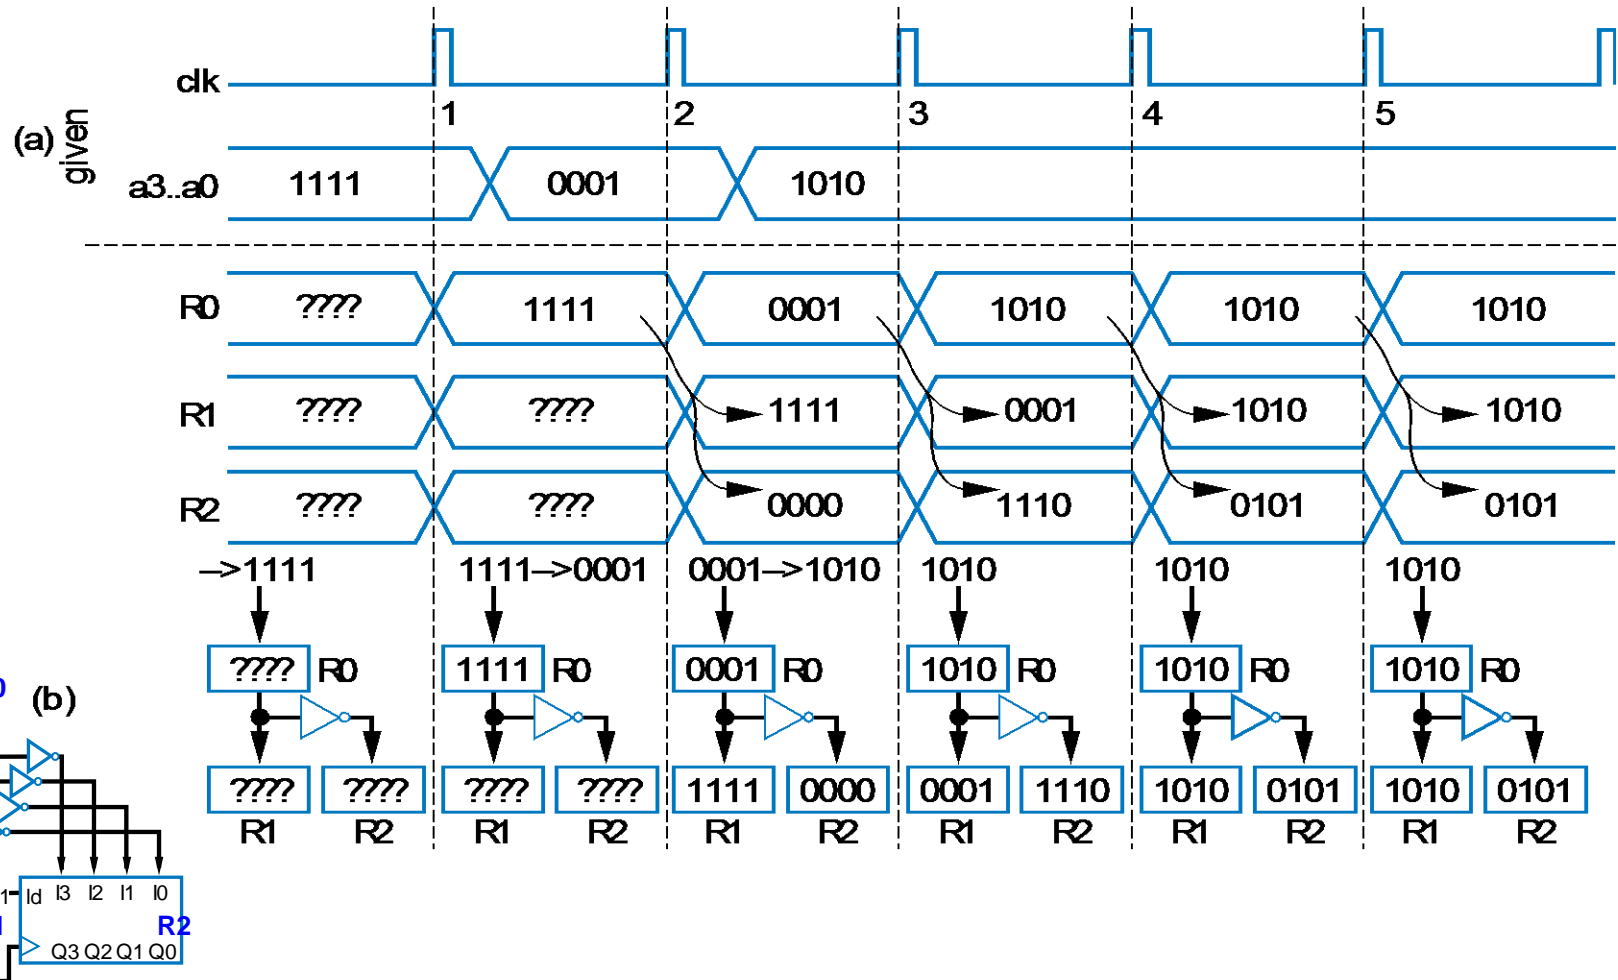 clk
1 2 3 4 5
(a) given
a3..a0 1111 0001 1010
R0 ???? 1111 0001 1010 1010 1010
R1 ???? ???? 1111 0001 1010 1010
R2 ???? ???? 0000 1110 0101 0101
—>1111 1111—>0001 0001—>1010 1010 1010 1010
???? R0 1111 R0 0001 R0 1010 R0 1010 R0 1010 R0
(b)
???? ???? ???? ???? 1111 0000 0001 1110 1010 0101 1010 0101
R1 R2 R1 R2 R1 R2 R1 R2 R1 R2 R1 R2
1 ld I3 I2 I1 I0
R2
Q3 Q2 Q1 Q0